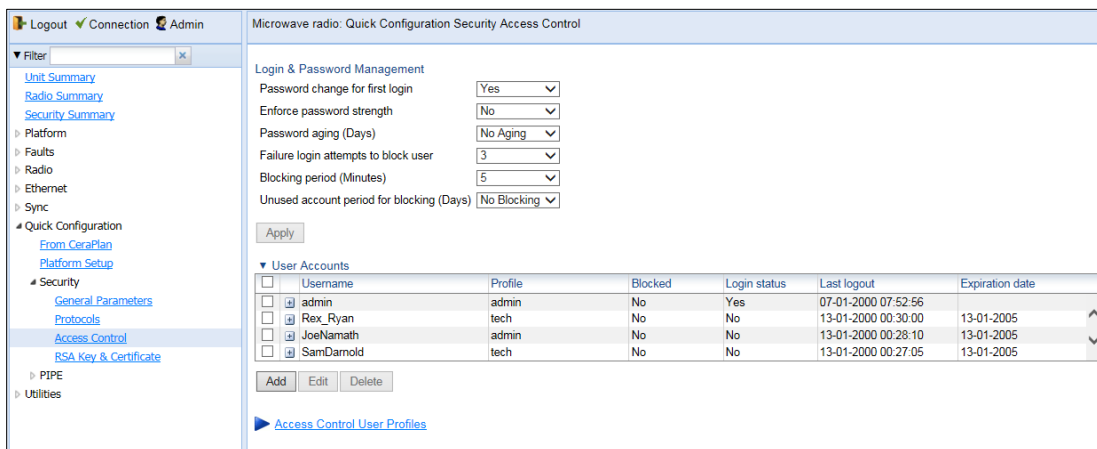 Logout Connection Admin
Microwave radio: Quick Configuration Security Access Control
Filter
Unit Summary
Radio Summary
Security Summary
Platform
Faults
Radio
Ethernet
Sync
Quick Configuration
From CeraPlan
Platform Setup
Security
General Parameters
Protocols
Access Control
RSA Key & Certificate
PIPE
Utilities
Login & Password Management
Password change for first login Yes
Enforce password strength No
Password aging (Days) No Aging
Failure login attempts to block user 3
Blocking period (Minutes) 5
Unused account period for blocking (Days) No Blocking
Apply
User Accounts
Username Profile Blocked Login status Last logout Expiration date
admin admin No Yes 07-01-2000 07:52:56
Rex_Ryan tech No No 13-01-2000 00:30:00 13-01-2005
JoeNamath admin No No 13-01-2000 00:28:10 13-01-2005
SamDarnold tech No No 13-01-2000 00:27:05 13-01-2005
Add Edit Delete
Access Control User Profiles